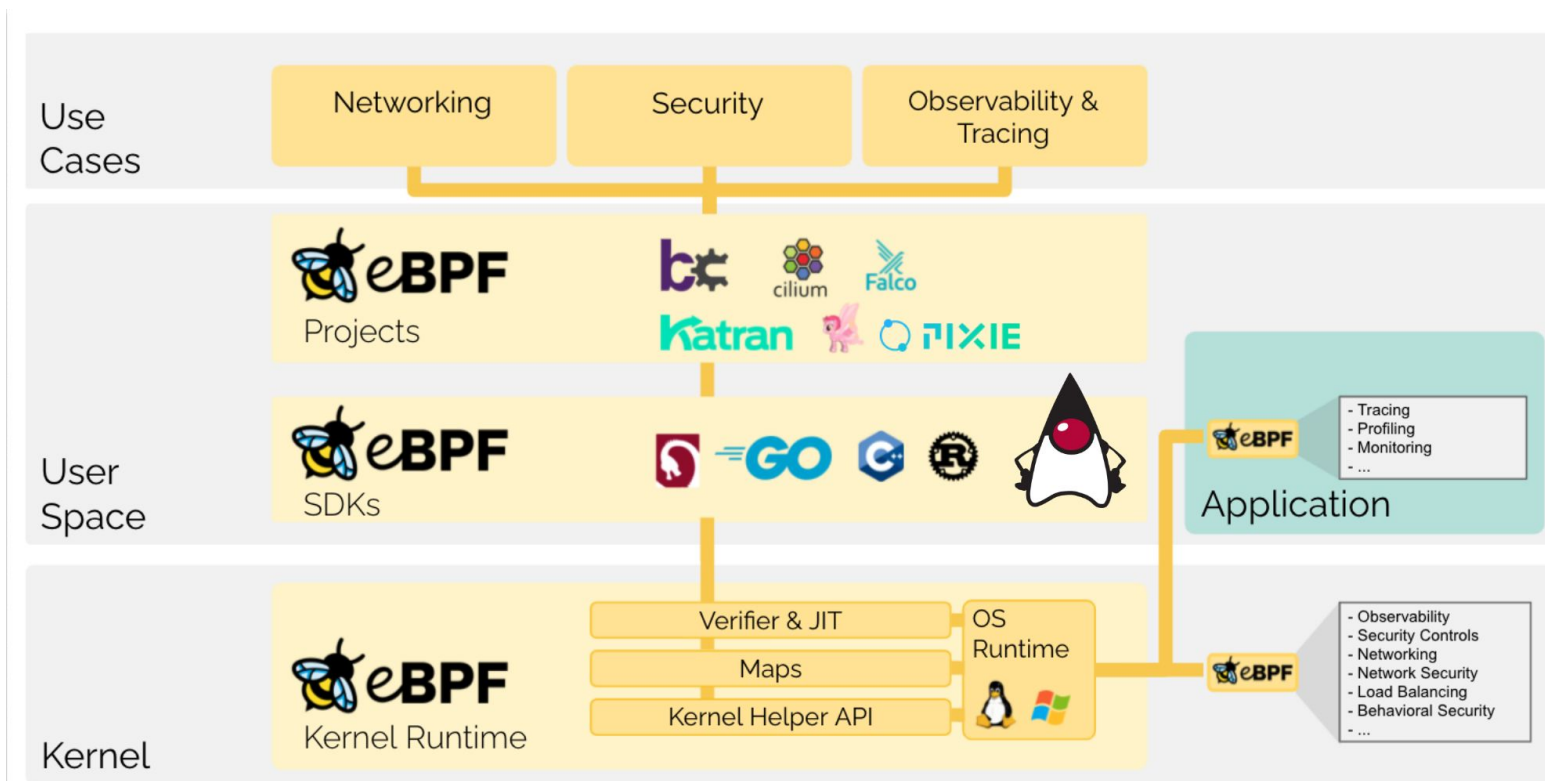 Use
Cases
Networking
Security
Observability &
Tracing
User
Space
eBPF
Projects
bc
cilium
Falco
Katran
PIXIE
eBPF
SDKs
GO
C++
R
eBPF
- Tracing
- Profiling
- Monitoring
- ...
Application
Kernel
eBPF
Kernel Runtime
Verifier & JIT
Maps
Kernel Helper API
OS
Runtime
eBPF
- Observability
- Security Controls
- Networking
- Network Security
- Load Balancing
- Behavioral Security
- ...